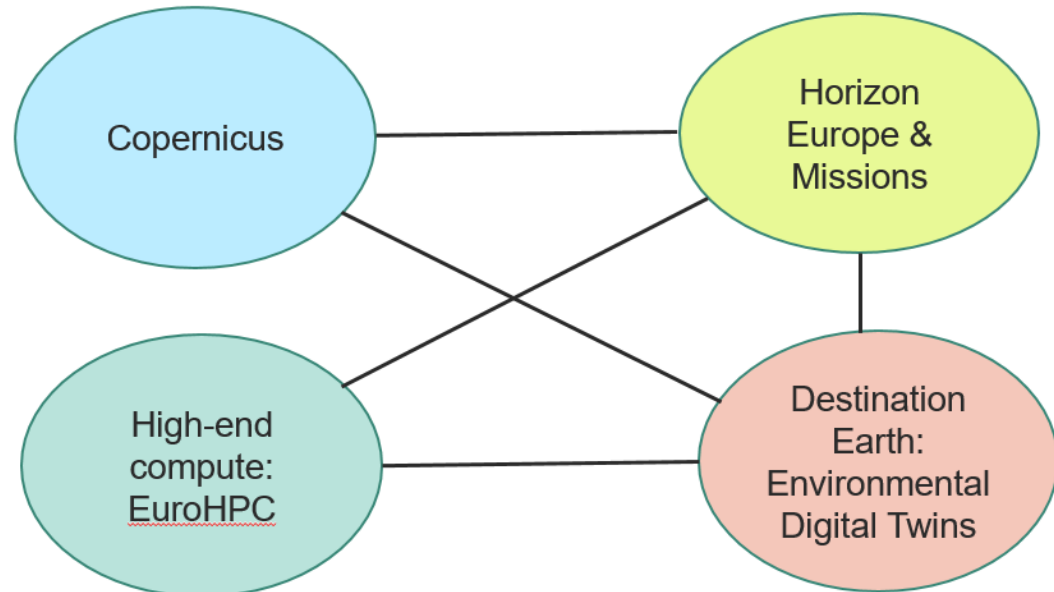 Copernicus
Horizon
Europe &
Missions
High-end
compute:
EuroHPC
Destination
Earth:
Environmental
Digital Twins